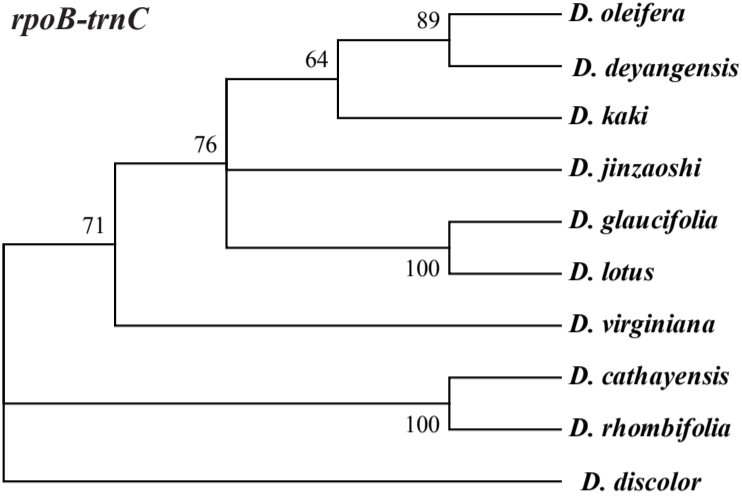 rpoB-trnC
89
D. oleifera
D. deyangensis
64
D. kaki
76
D. jinzaoshi
D. glaucifolia
71
100
D. lotus
D. virginiana
D. cathayensis
100
D. rhombifolia
D. discolor